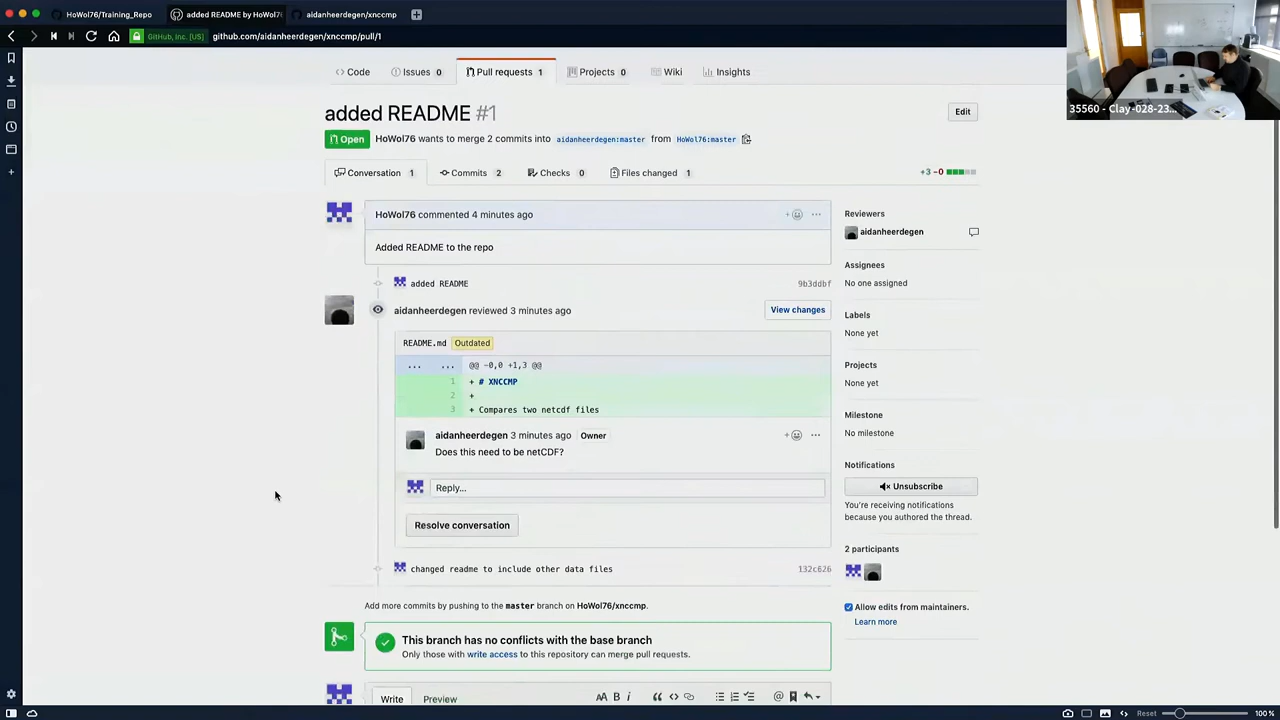 HoWol76/Training_Repo
added README by HoWol76
aidanheerdegen/xnccmp
GitHub, Inc. [US]
github.com/aidanheerdegen/xnccmp/pull/1
35560 - Clay-028-23...
Code
Issues 0
Pull requests 1
Projects 0
Wiki
Insights
added README #1
Edit
Open
HoWol76 wants to merge 2 commits into aidanheerdegen:master from HoWol76:master
Conversation 1
Commits 2
Checks 0
Files changed 1
+3 −0
HoWol76 commented 4 minutes ago
Added README to the repo
added README
9b3ddbf
aidanheerdegen reviewed 3 minutes ago
View changes
README.md Outdated
... ... @@ -0,0 +1,3 @@
1 + # XNCCMP
2 +
3 + Compares two netcdf files
aidanheerdegen 3 minutes ago Owner
Does this need to be netCDF?
Reply...
Resolve conversation
changed readme to include other data files
132c626
Add more commits by pushing to the master branch on HoWol76/xnccmp.
This branch has no conflicts with the base branch
Only those with write access to this repository can merge pull requests.
Write
Preview
AA B i
Reviewers
aidanheerdegen
Assignees
No one assigned
Labels
None yet
Projects
None yet
Milestone
No milestone
Notifications
Unsubscribe
You're receiving notifications
because you authored the thread.
2 participants
Allow edits from maintainers.
Learn more
Reset
100 %